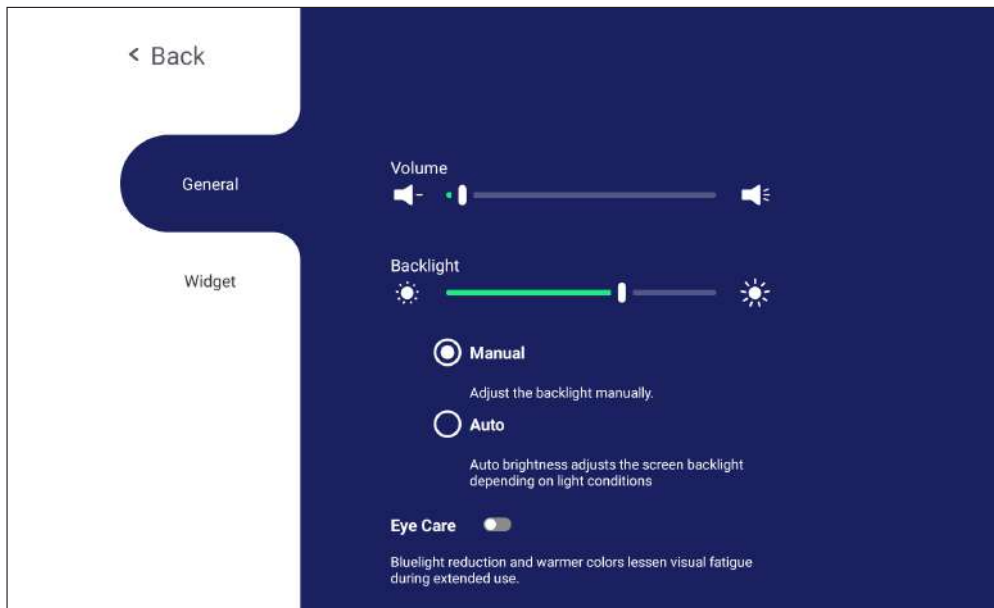 Back
General
Widget
Volume
Backlight
Manual
Adjust the backlight manually.
Auto
Auto brightness adjusts the screen backlight
depending on light conditions
Eye Care
Bluelight reduction and warmer colors lessen visual fatigue
during extended use.